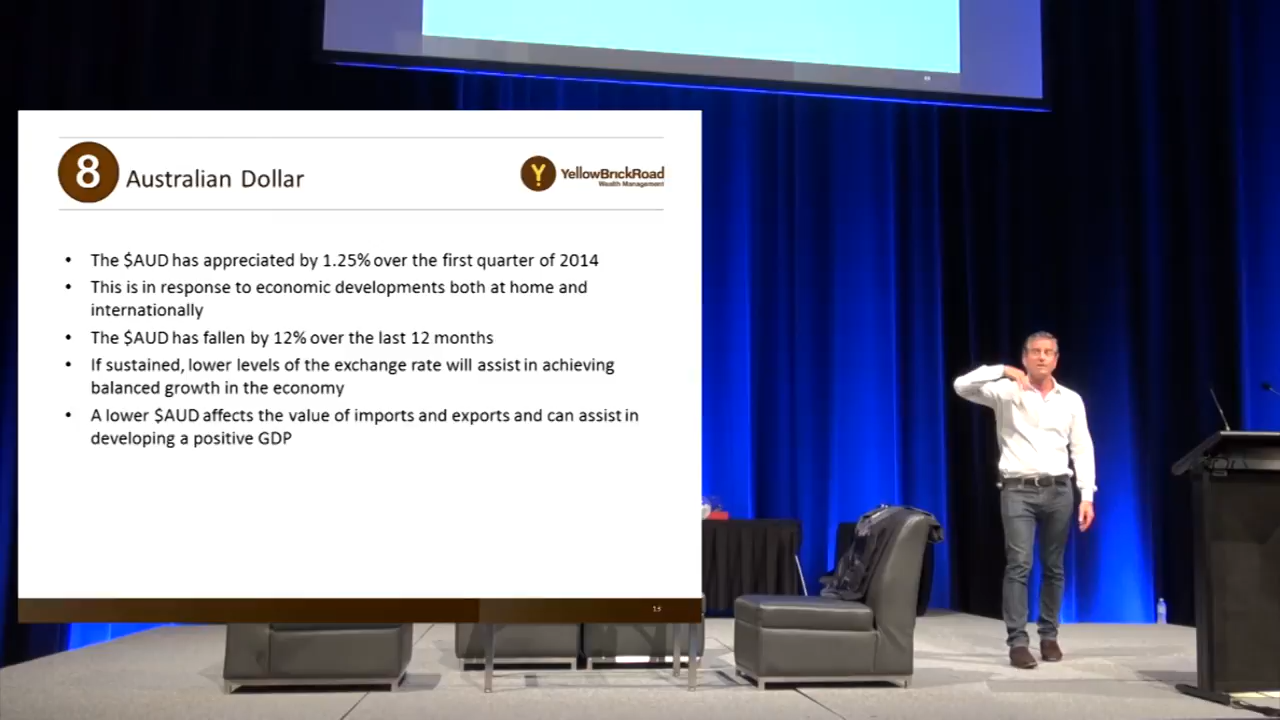 8 Australian Dollar
Y YellowBrickRoad
Wealth Management
• The $AUD has appreciated by 1.25% over the first quarter of 2014
• This is in response to economic developments both at home and
internationally
• The $AUD has fallen by 12% over the last 12 months
• If sustained, lower levels of the exchange rate will assist in achieving
balanced growth in the economy
• A lower $AUD affects the value of imports and exports and can assist in
developing a positive GDP